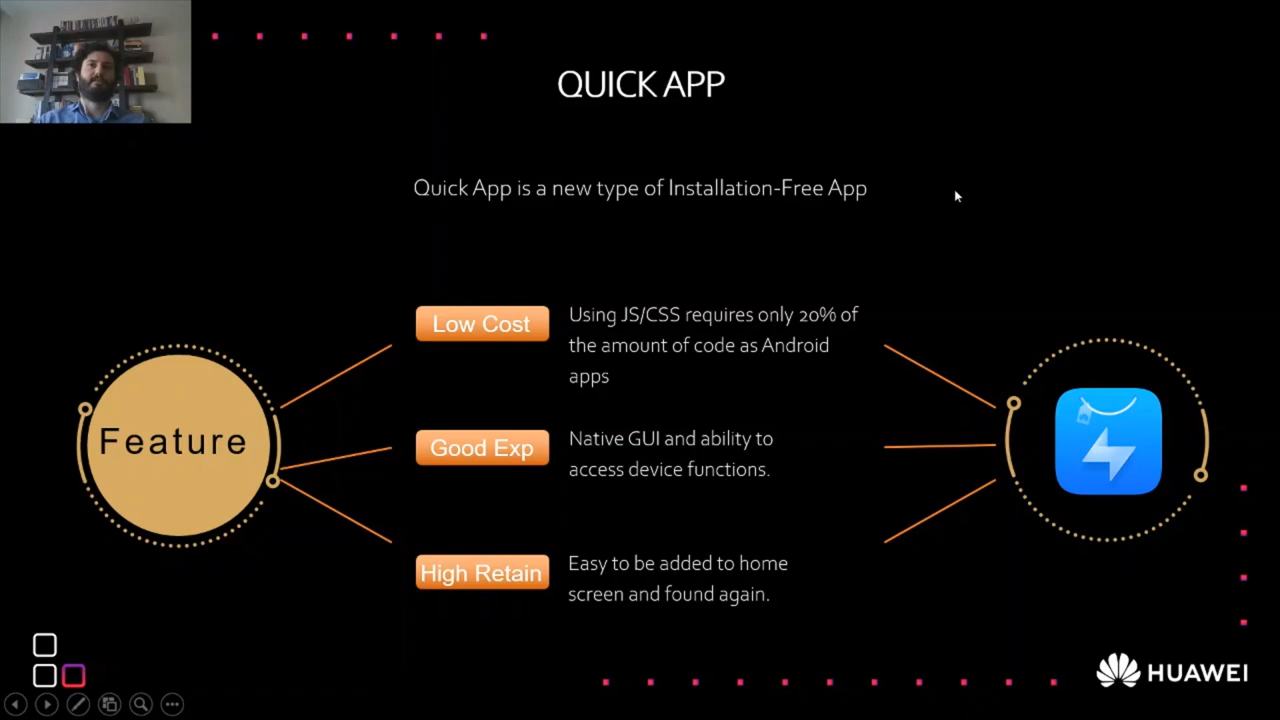 QUICK APP
Quick App is a new type of Installation-Free App
Feature
Low Cost
Using JS/CSS requires only 20% of
the amount of code as Android
apps
Good Exp
Native GUI and ability to
access device functions.
High Retain
Easy to be added to home
screen and found again.
HUAWEI